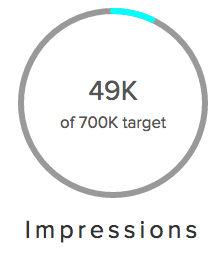 49K
of 700K target
Impressions